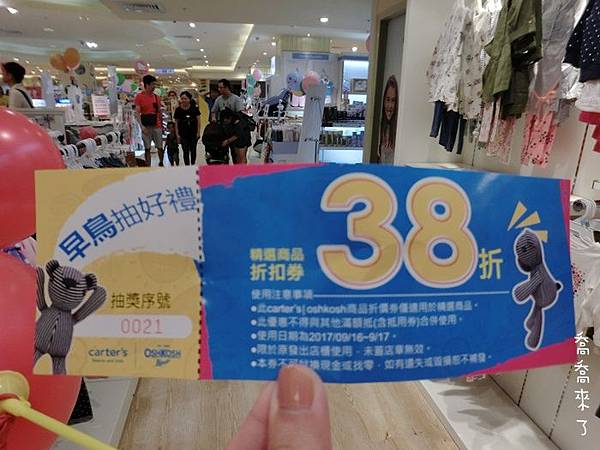 早鳥抽好禮
抽獎序號
0021
carter's
OSHKOSH
精選商品
折扣券
38折
使用注意事項
•此carter's|oshkosh商品折價券僅適用於精選商品。
•此優惠不得與其他滿額抵(含抵用券)合併使用。
•使用日期為2017/09/16~9/17。
•限於原發出店櫃使用,未蓋店章無效。
•本券不可兌換現金或找零,如有遺失或毀損恕不補發。
喬喬來了